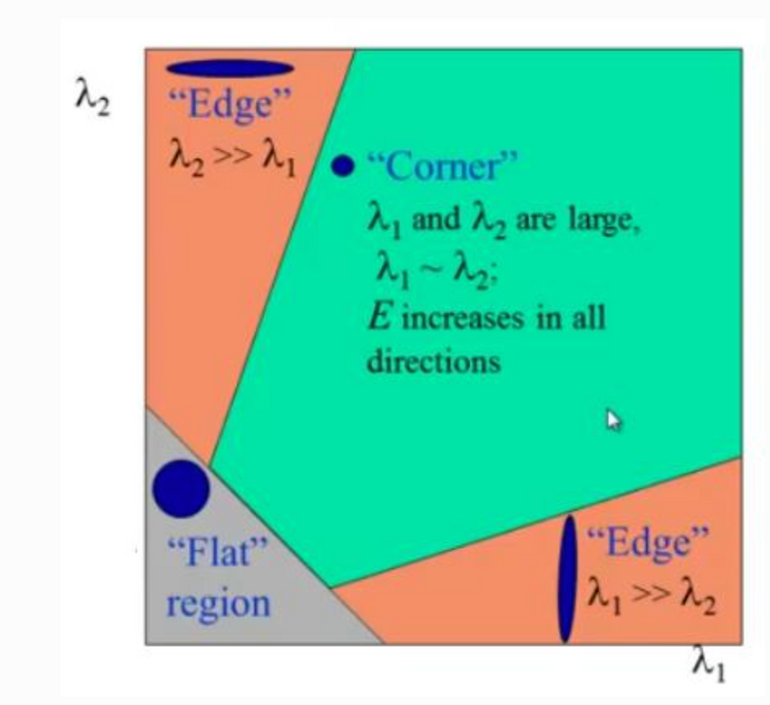 λ₂
“Edge”
λ₂ >> λ₁
“Corner”
λ₁ and λ₂ are large,
λ₁ ~ λ₂;
E increases in all
directions
“Flat”
region
“Edge”
λ₁ >> λ₂
λ₁